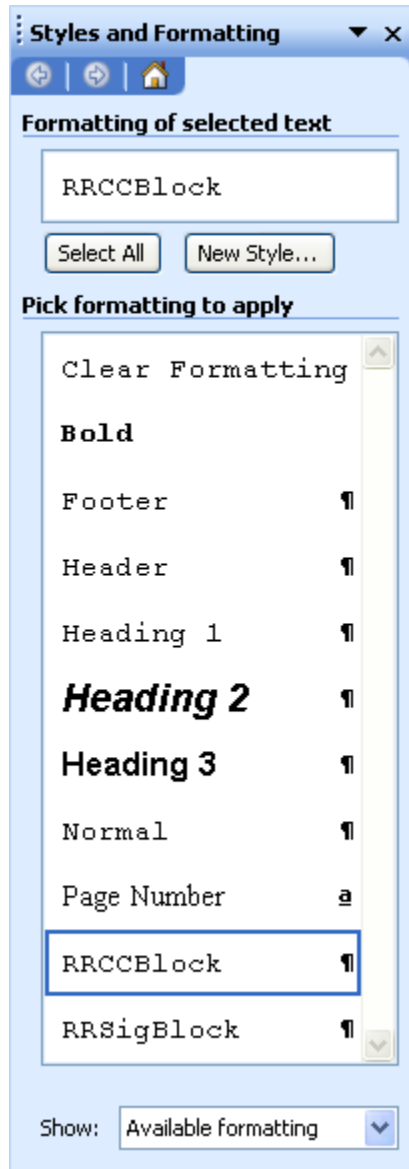 Styles and Formatting
Formatting of selected text
RRCCBlock
Select All New Style...
Pick formatting to apply
Clear Formatting
Bold
Footer ¶
Header ¶
Heading 1 ¶
Heading 2 ¶
Heading 3 ¶
Normal ¶
Page Number a
RRCCBlock ¶
RRSigBlock ¶
Show: Available formatting